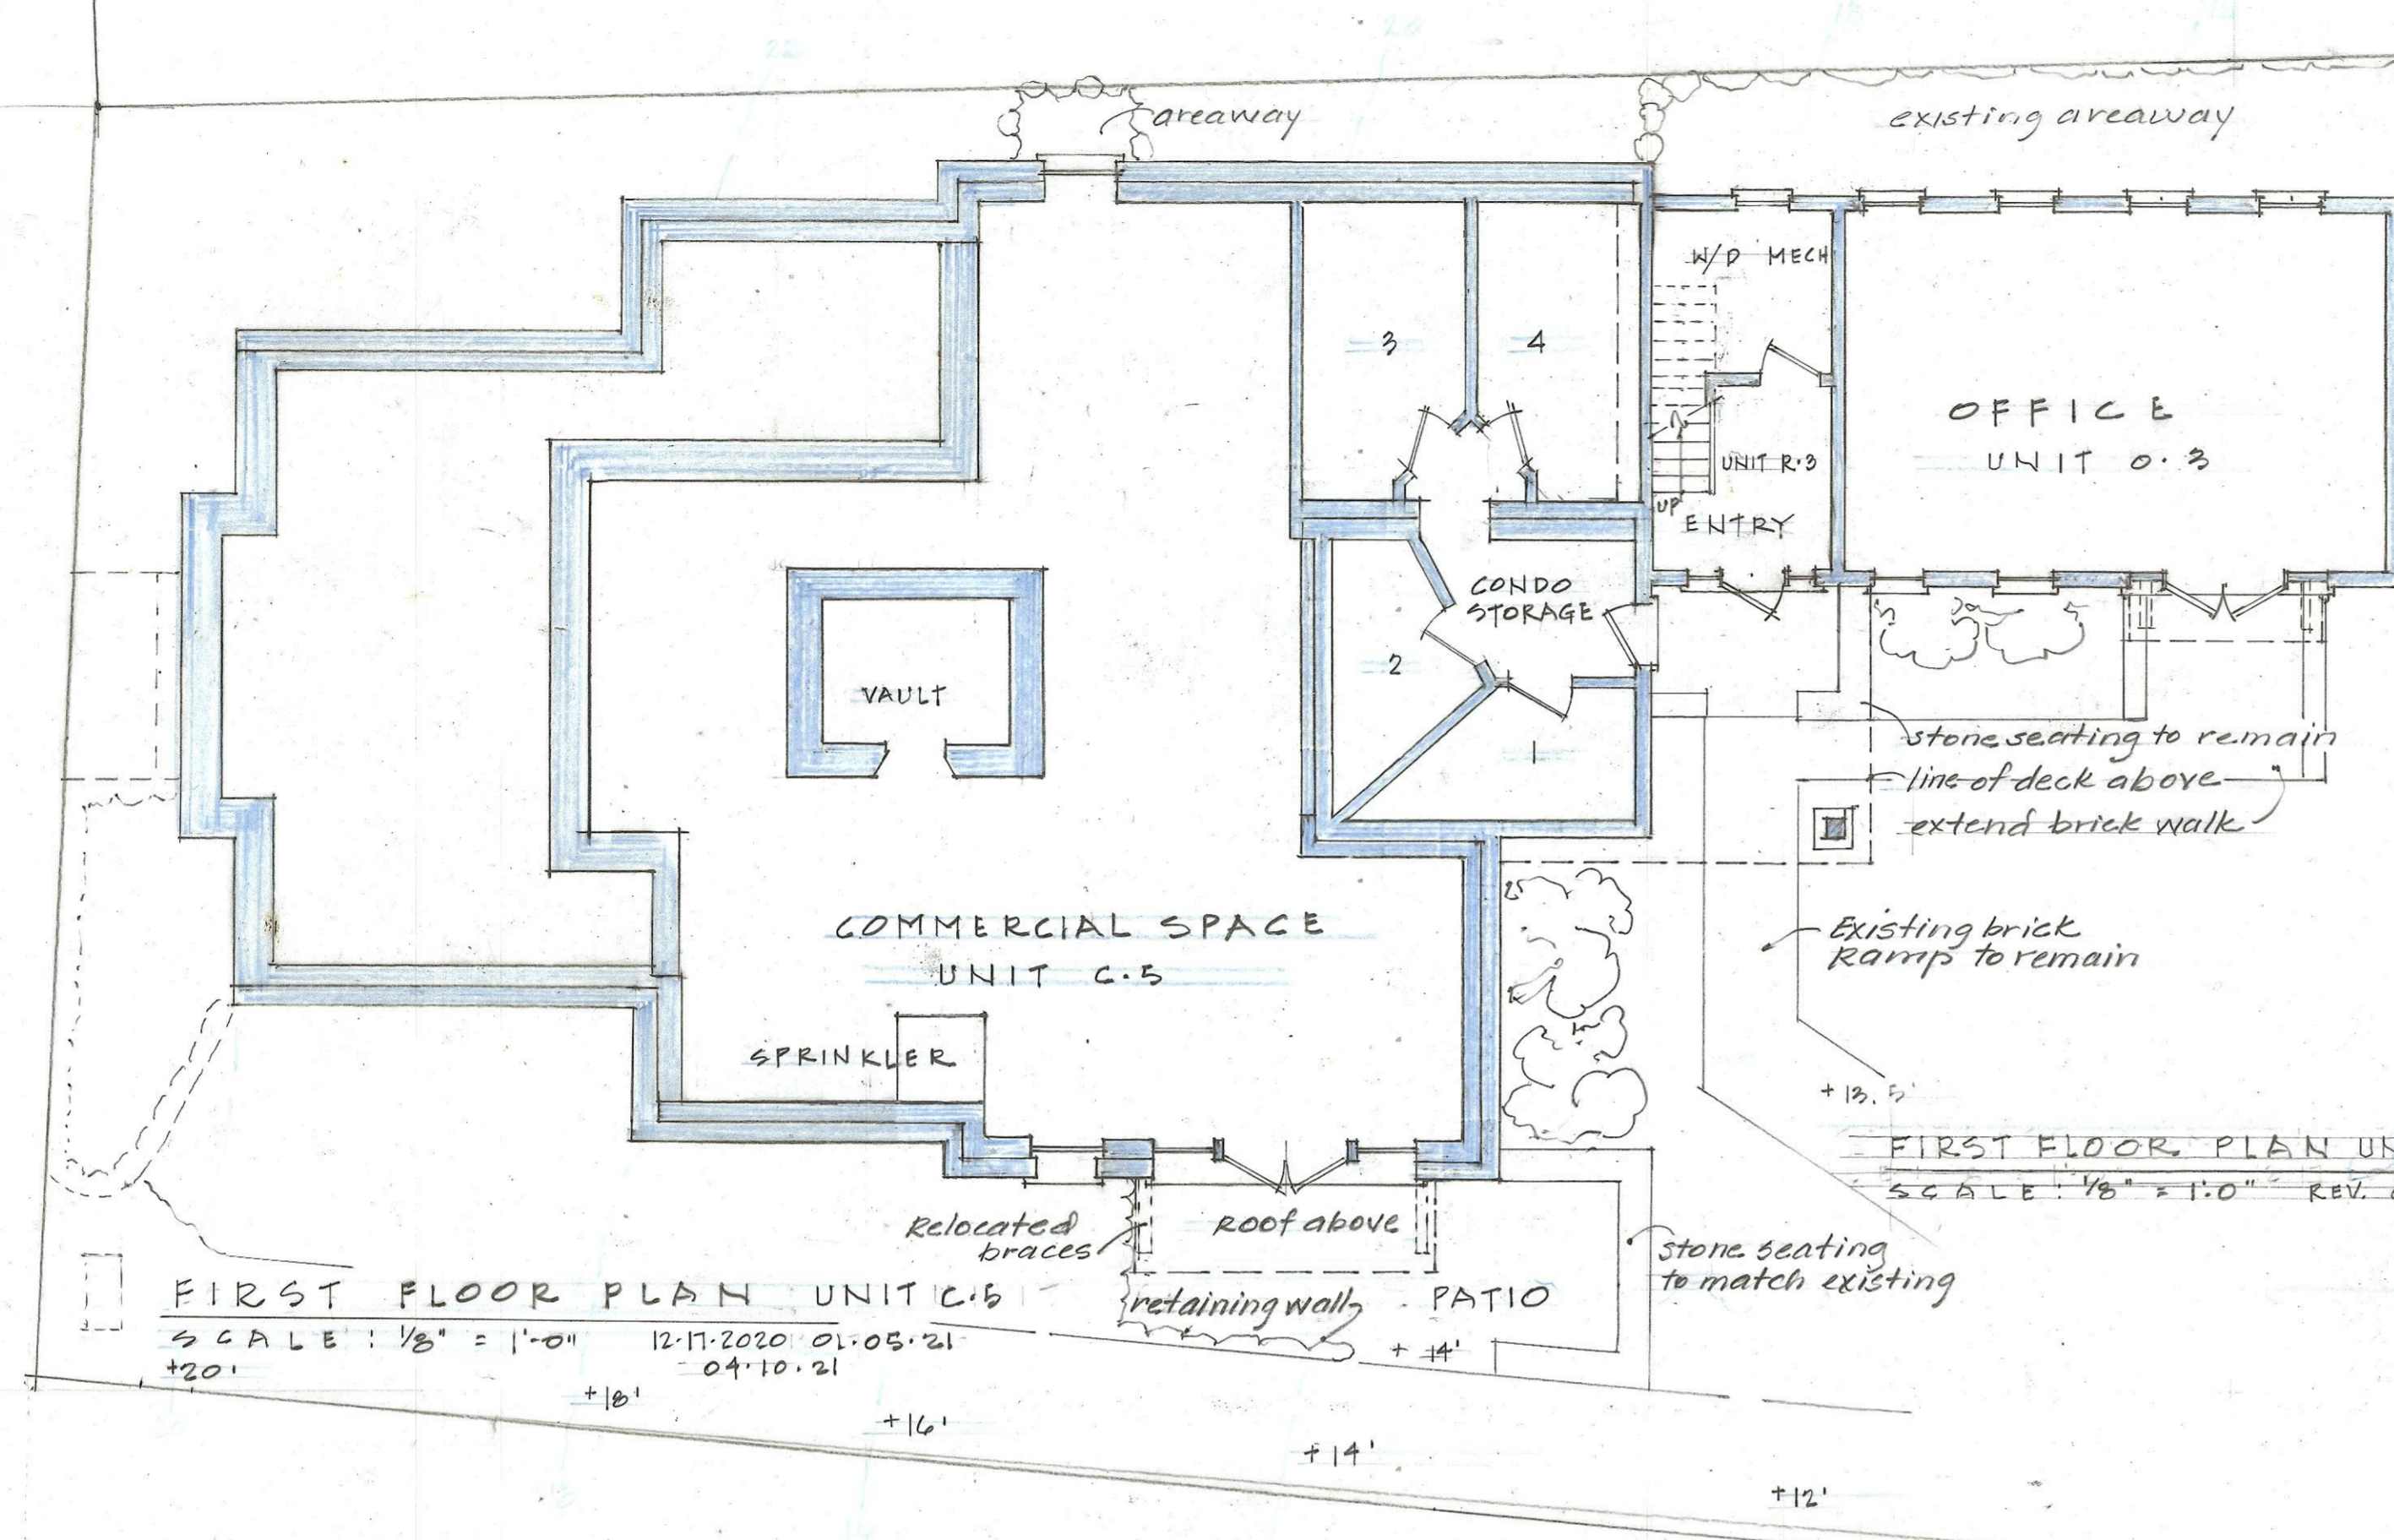 22
20
18
areaway
existing areaway
W/D MECH
3
4
OFFICE
UNIT O.3
UNIT R.3
UP
ENTRY
CONDO
STORAGE
2
VAULT
1
stone seating to remain
line of deck above
extend brick walk
COMMERCIAL SPACE
UNIT C.5
Existing brick
Ramp to remain
SPRINKLER
+13.5'
FIRST FLOOR PLAN UN
SCALE: 1/8" = 1'.0" REV.
Relocated
braces
Roof above
stone seating
to match existing
retaining wall
PATIO
FIRST FLOOR PLAN UNIT C.5
SCALE: 1/8" = 1'-0" 12.17.2020 01.05.21
04.10.21
+20'
+14'
+18'
+16'
+14'
+12'
18